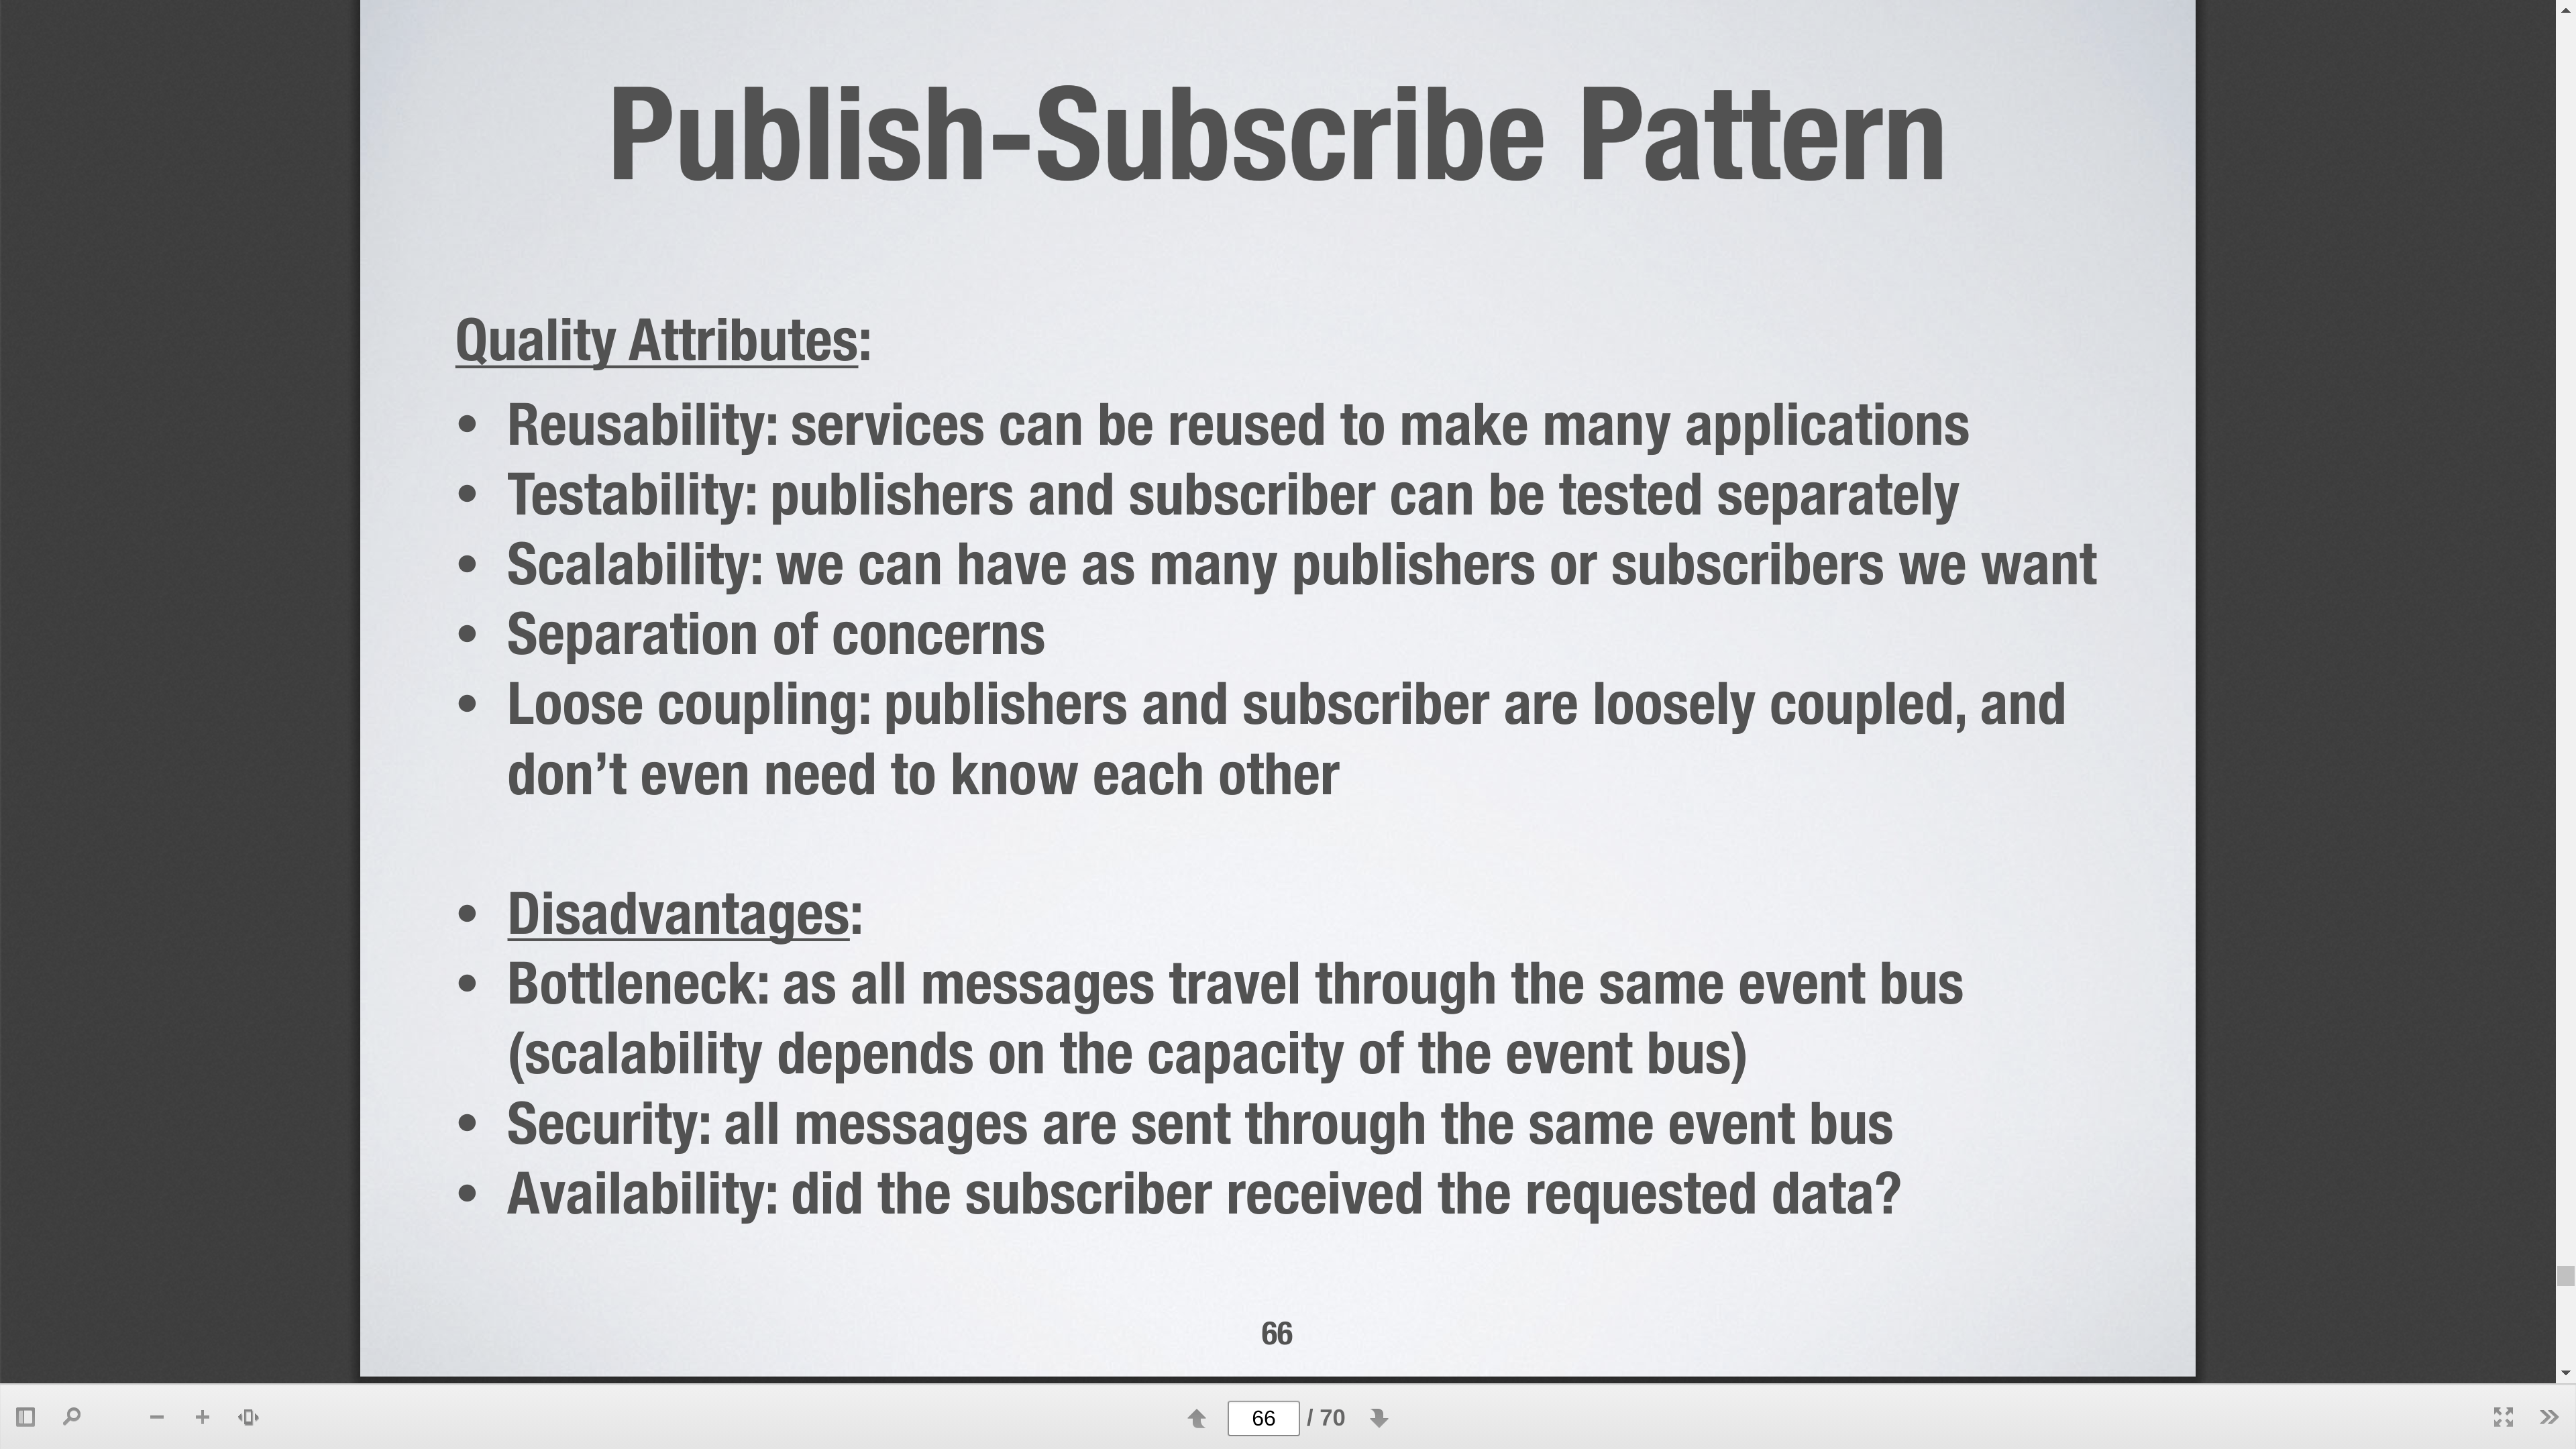 Publish-Subscribe Pattern
Quality Attributes:
• Reusability: services can be reused to make many applications
• Testability: publishers and subscriber can be tested separately
• Scalability: we can have as many publishers or subscribers we want
• Separation of concerns
• Loose coupling: publishers and subscriber are loosely coupled, and
don’t even need to know each other
• Disadvantages:
• Bottleneck: as all messages travel through the same event bus
(scalability depends on the capacity of the event bus)
• Security: all messages are sent through the same event bus
• Availability: did the subscriber received the requested data?
66
66 / 70